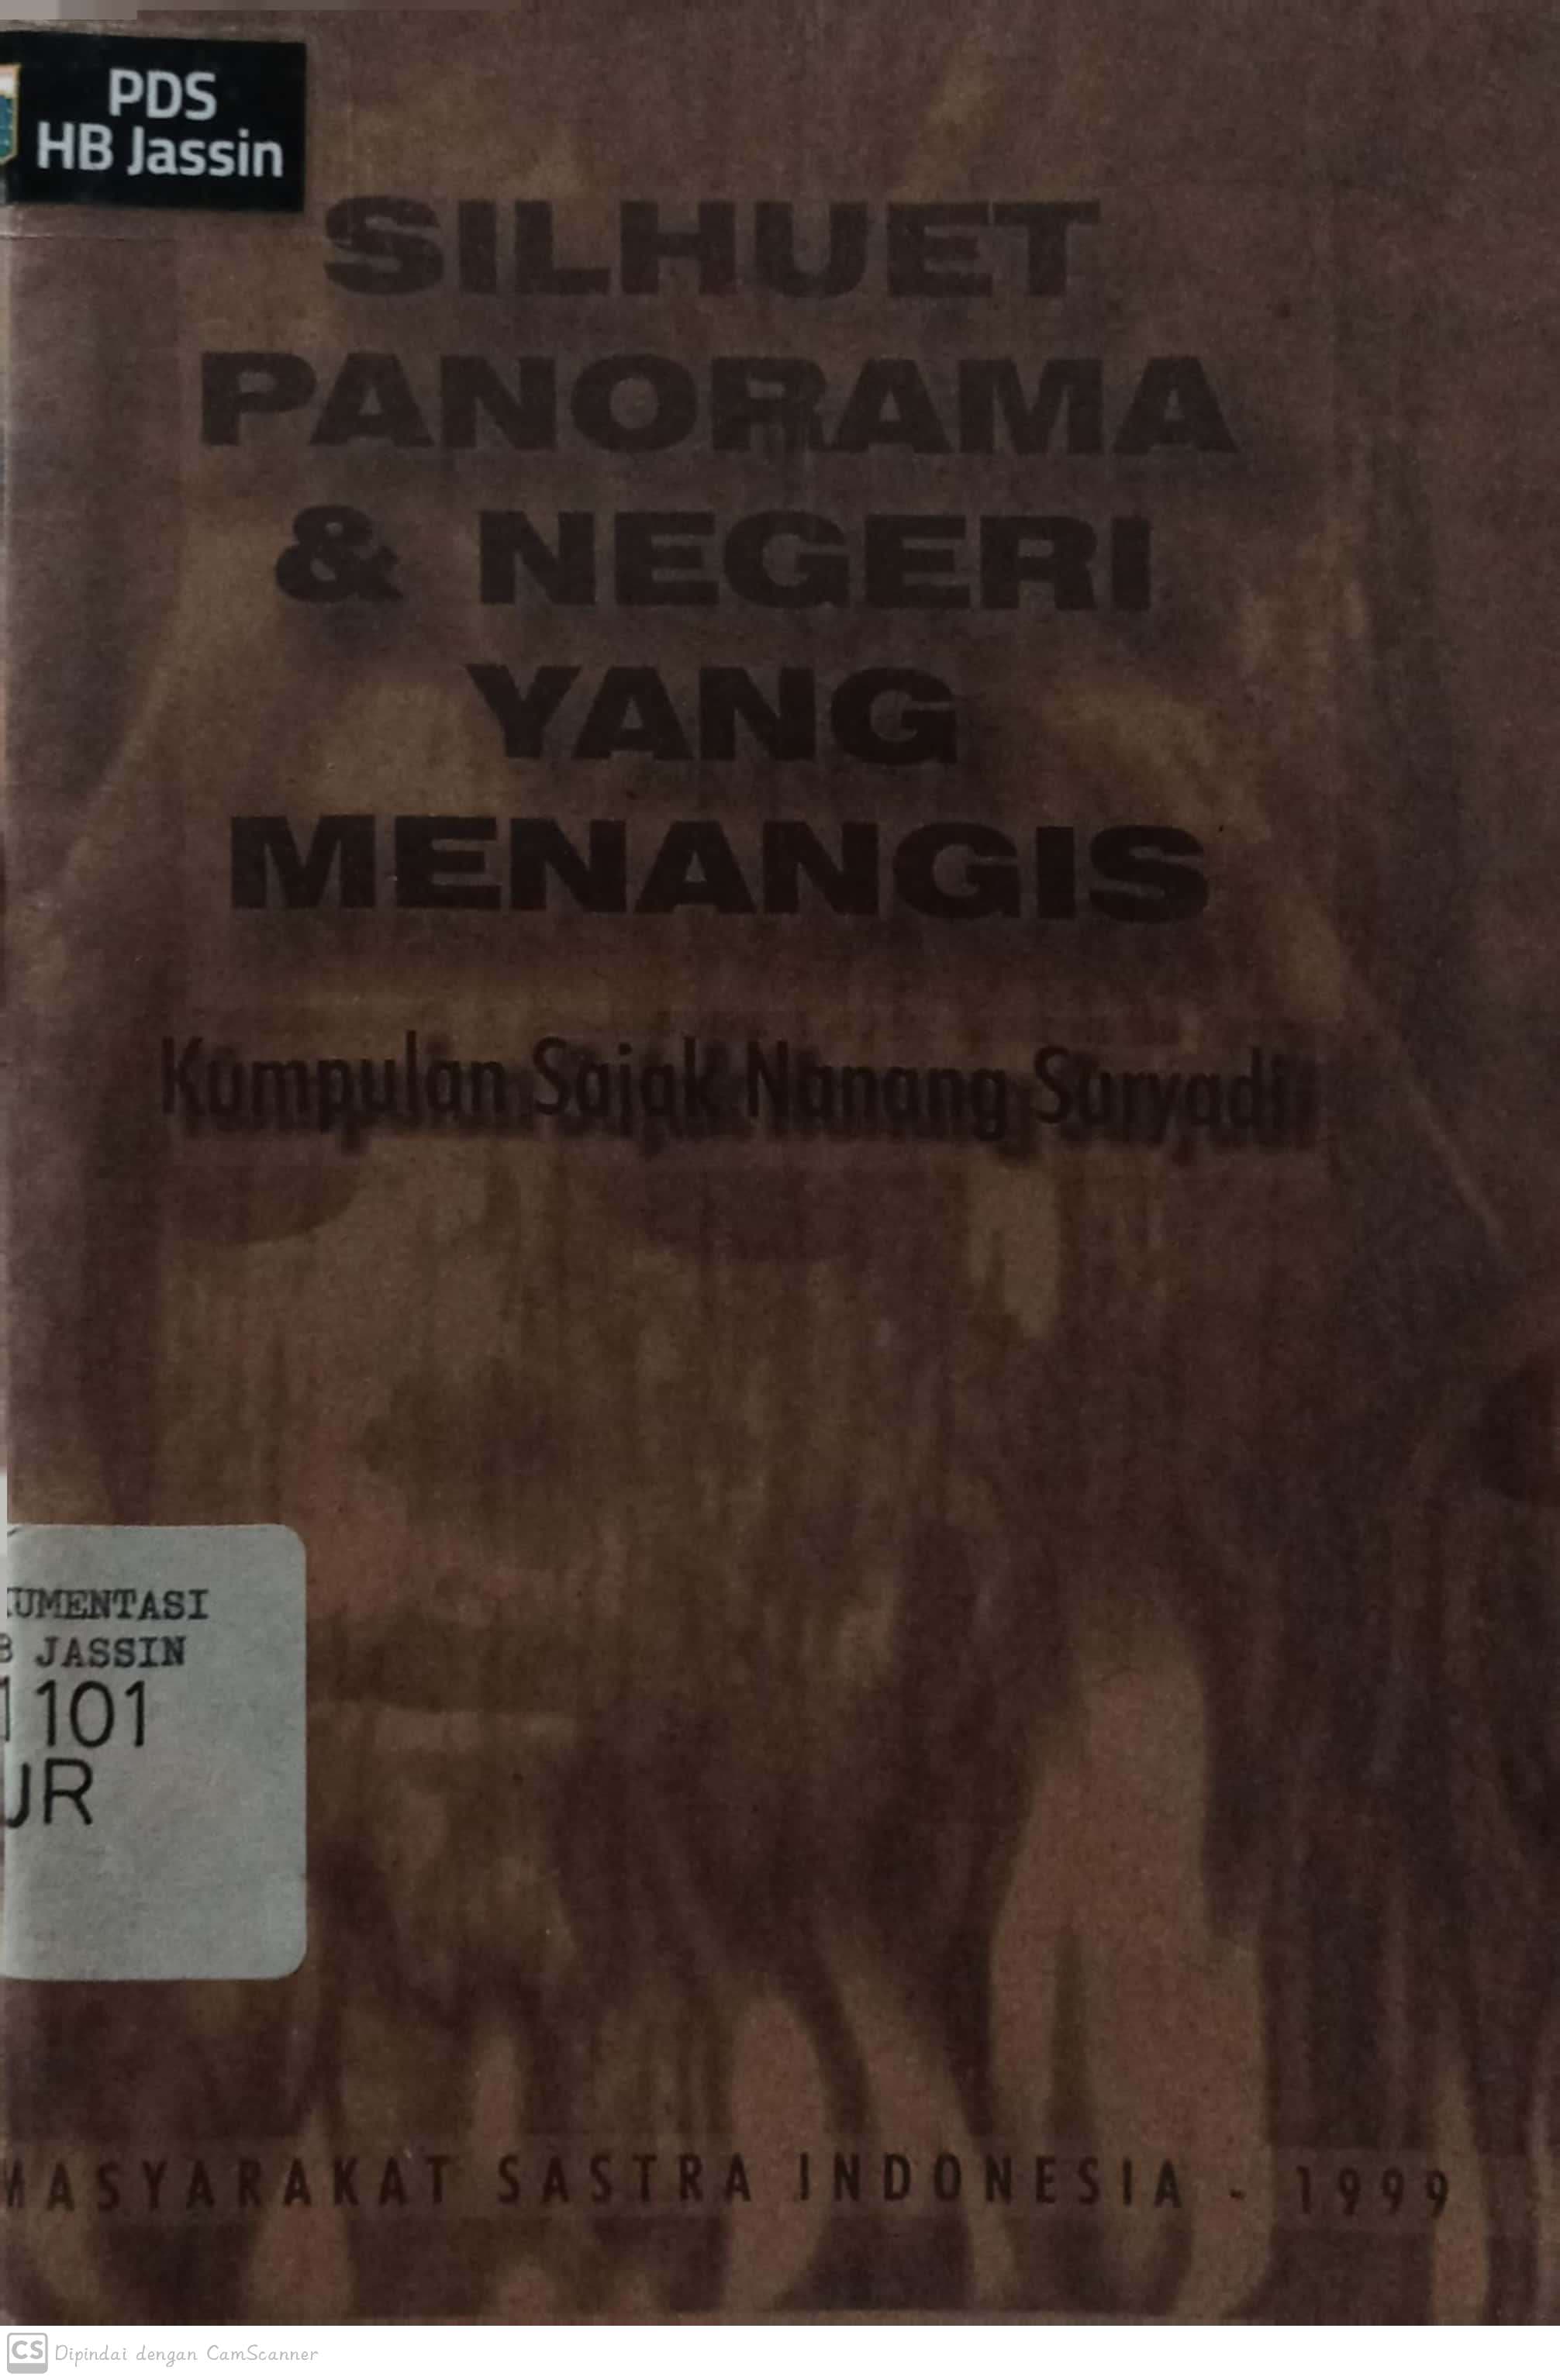 PDS
HB Jassin
SILHUET
PANORAMA
& NEGERI
YANG
MENANGIS
Kumpulan Sajak Nanang Suryadi
UMENTASI
B JASSIN
1101
UR
MASYARAKAT SASTRA INDONESIA - 1999
CS Dipindai dengan CamScanner